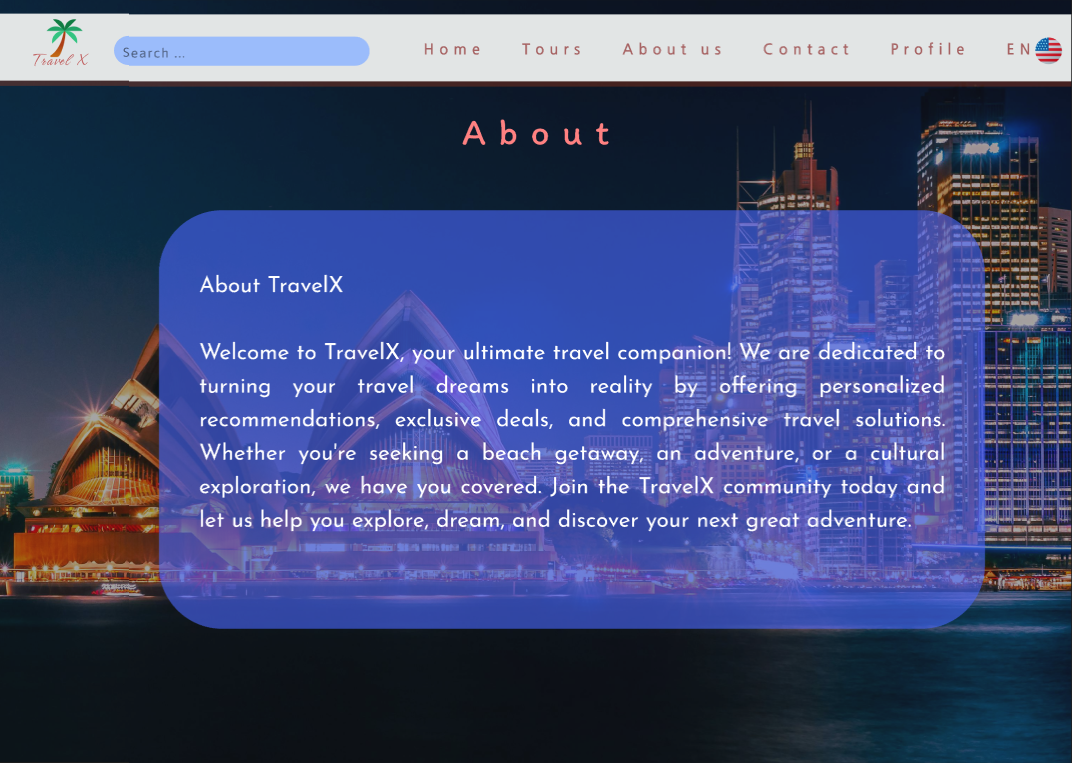 Travel X
Search ...
Home
Tours
About us
Contact
Profile
EN
About
About TravelX
Welcome to TravelX, your ultimate travel companion! We are dedicated to
turning your travel dreams into reality by offering personalized
recommendations, exclusive deals, and comprehensive travel solutions.
Whether you're seeking a beach getaway, an adventure, or a cultural
exploration, we have you covered. Join the TravelX community today and
let us help you explore, dream, and discover your next great adventure.